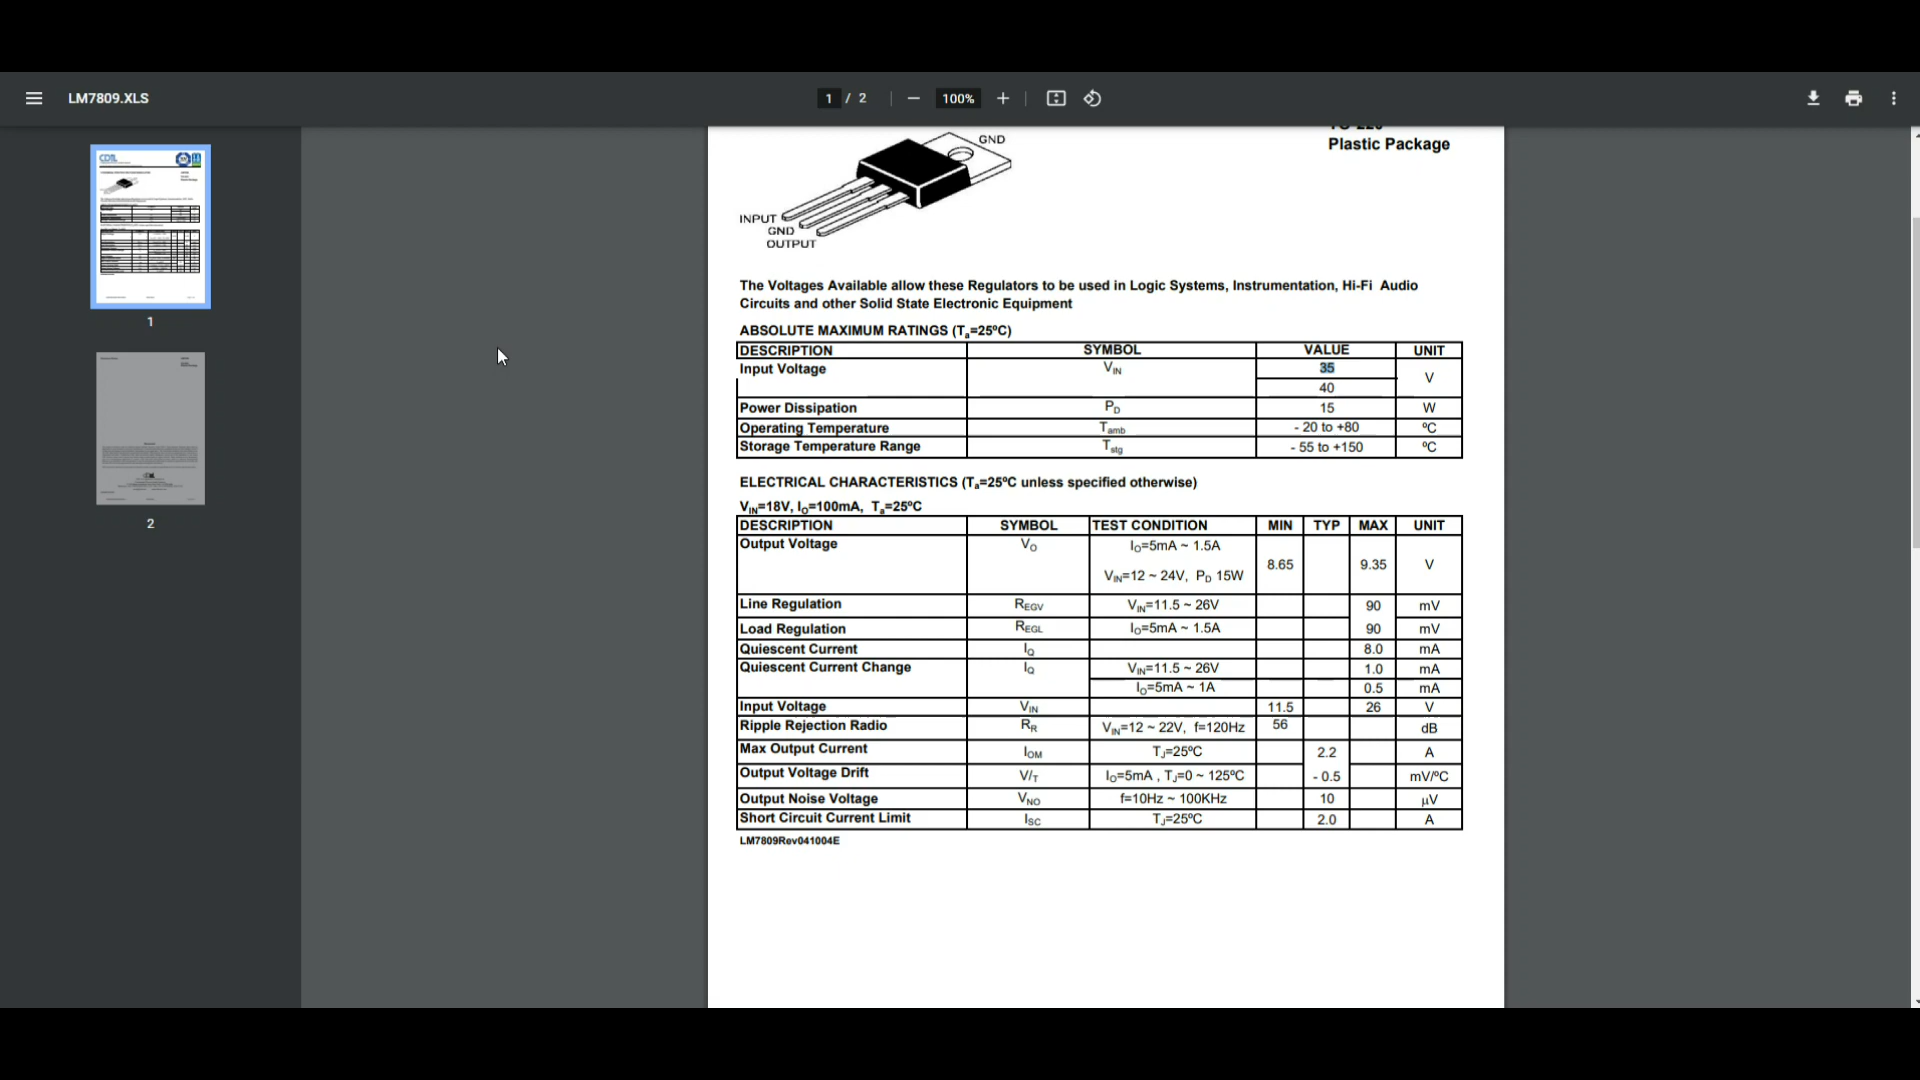 LM7809.XLS
1 / 2
100%
Plastic Package
GND
INPUT
GND
OUTPUT
The Voltages Available allow these Regulators to be used in Logic Systems, Instrumentation, Hi-Fi Audio
Circuits and other Solid State Electronic Equipment
ABSOLUTE MAXIMUM RATINGS (Ta=25ºC)
DESCRIPTION SYMBOL VALUE UNIT
Input Voltage VIN 35 V
40
Power Dissipation PD 15 W
Operating Temperature Tamb - 20 to +80 ºC
Storage Temperature Range Tstg - 55 to +150 ºC
ELECTRICAL CHARACTERISTICS (Ta=25ºC unless specified otherwise)
VIN=18V, IO=100mA, Ta=25ºC
DESCRIPTION SYMBOL TEST CONDITION MIN TYP MAX UNIT
Output Voltage VO IO=5mA ~ 1.5A
8.65 9.35 V
VIN=12 ~ 24V, PD 15W
Line Regulation REGV VIN=11.5 ~ 26V 90 mV
Load Regulation REGL IO=5mA ~ 1.5A 90 mV
Quiescent Current IQ 8.0 mA
Quiescent Current Change IQ VIN=11.5 ~ 26V 1.0 mA
IO=5mA ~ 1A 0.5 mA
Input Voltage VIN 11.5 26 V
Ripple Rejection Radio RR VIN=12 ~ 22V, f=120Hz 56 dB
Max Output Current IOM TJ=25ºC 2.2 A
Output Voltage Drift V/T IO=5mA , TJ=0 ~ 125ºC - 0.5 mV/ºC
Output Noise Voltage VNO f=10Hz ~ 100KHz 10 µV
Short Circuit Current Limit ISC TJ=25ºC 2.0 A
LM7809Rev041004E
1
2